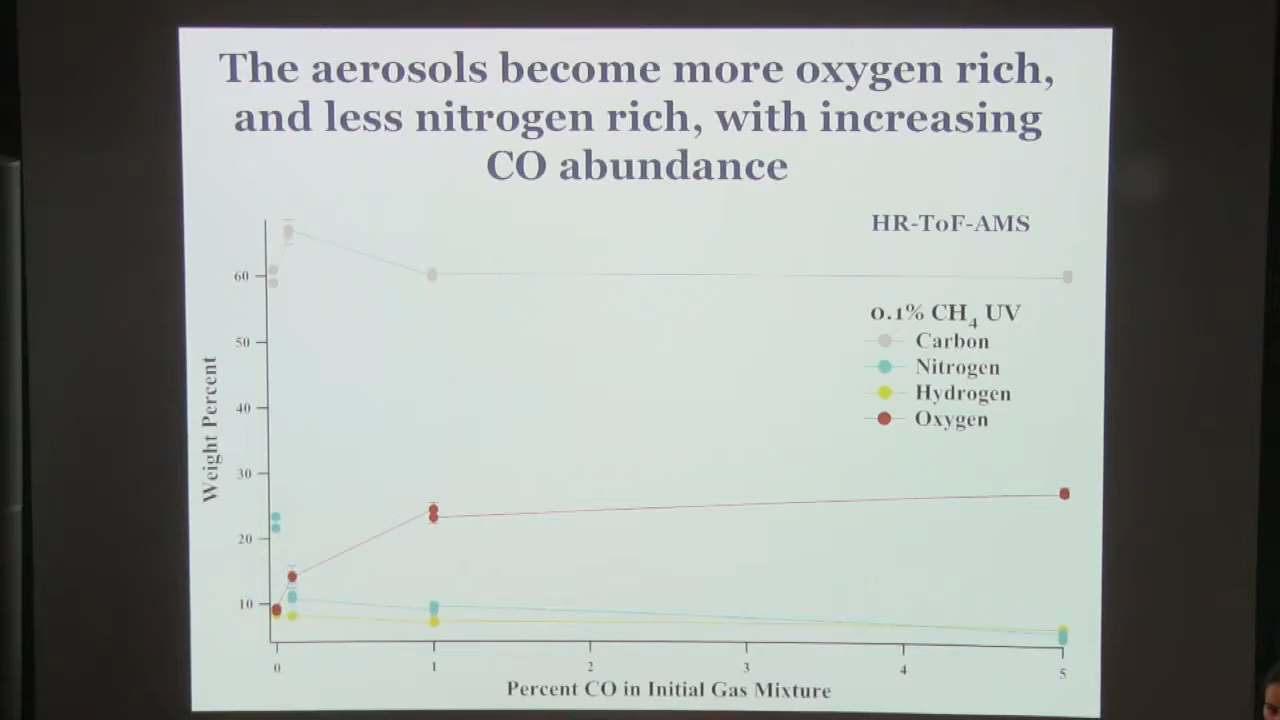 The aerosols become more oxygen rich,
and less nitrogen rich, with increasing
CO abundance
HR-ToF-AMS
0.1% CH4 UV
Carbon
Nitrogen
Hydrogen
Oxygen
Weight Percent
60
50
40
30
20
10
0 1 2 3 4 5
Percent CO in Initial Gas Mixture